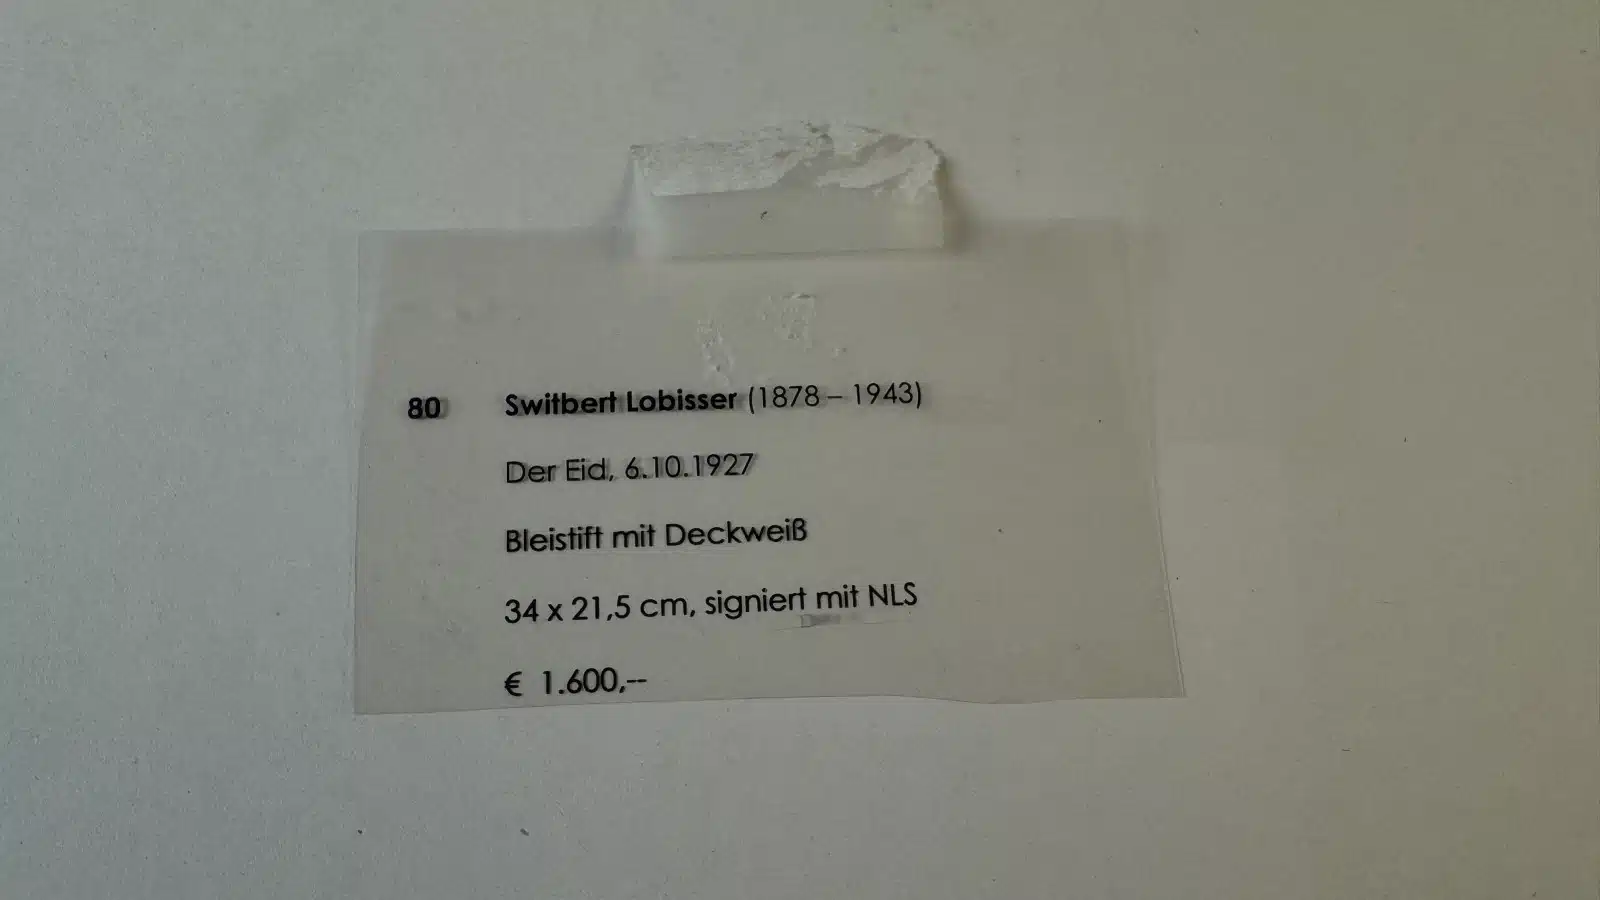 80 Switbert Lobisser (1878 – 1943)
Der Eid, 6.10.1927
Bleistift mit Deckweiß
34 x 21,5 cm, signiert mit NLS
€ 1.600,--